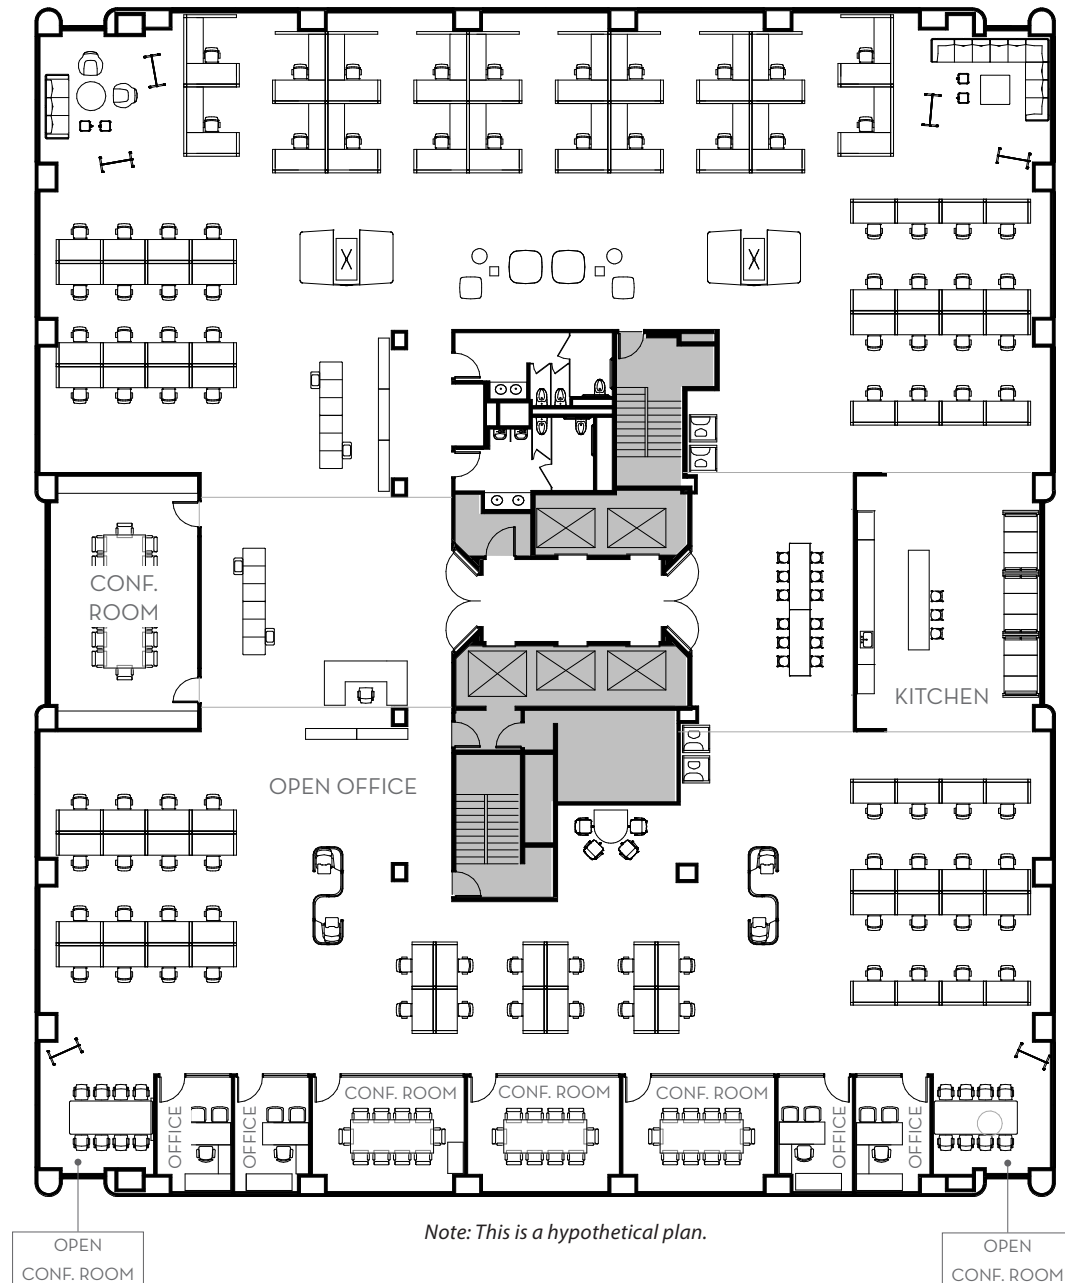 CONF.
ROOM
KITCHEN
OPEN OFFICE
CONF. ROOM
CONF. ROOM
CONF. ROOM
OFFICE
OFFICE
OFFICE
OFFICE
Note: This is a hypothetical plan.
OPEN
CONF. ROOM
OPEN
CONF. ROOM